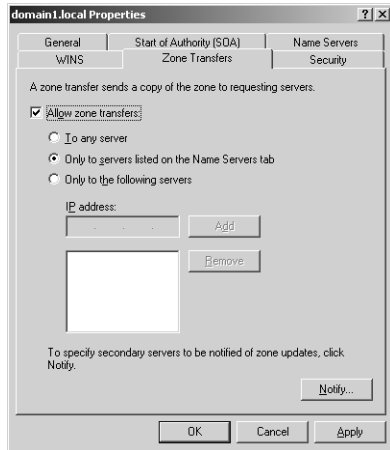 domain1.local Properties
General Start of Authority (SOA) Name Servers
WINS Zone Transfers Security
A zone transfer sends a copy of the zone to requesting servers.
Allow zone transfers:
To any server
Only to servers listed on the Name Servers tab
Only to the following servers
IP address:
. . . Add
Remove
To specify secondary servers to be notified of zone updates, click
Notify.
Notify...
OK Cancel Apply